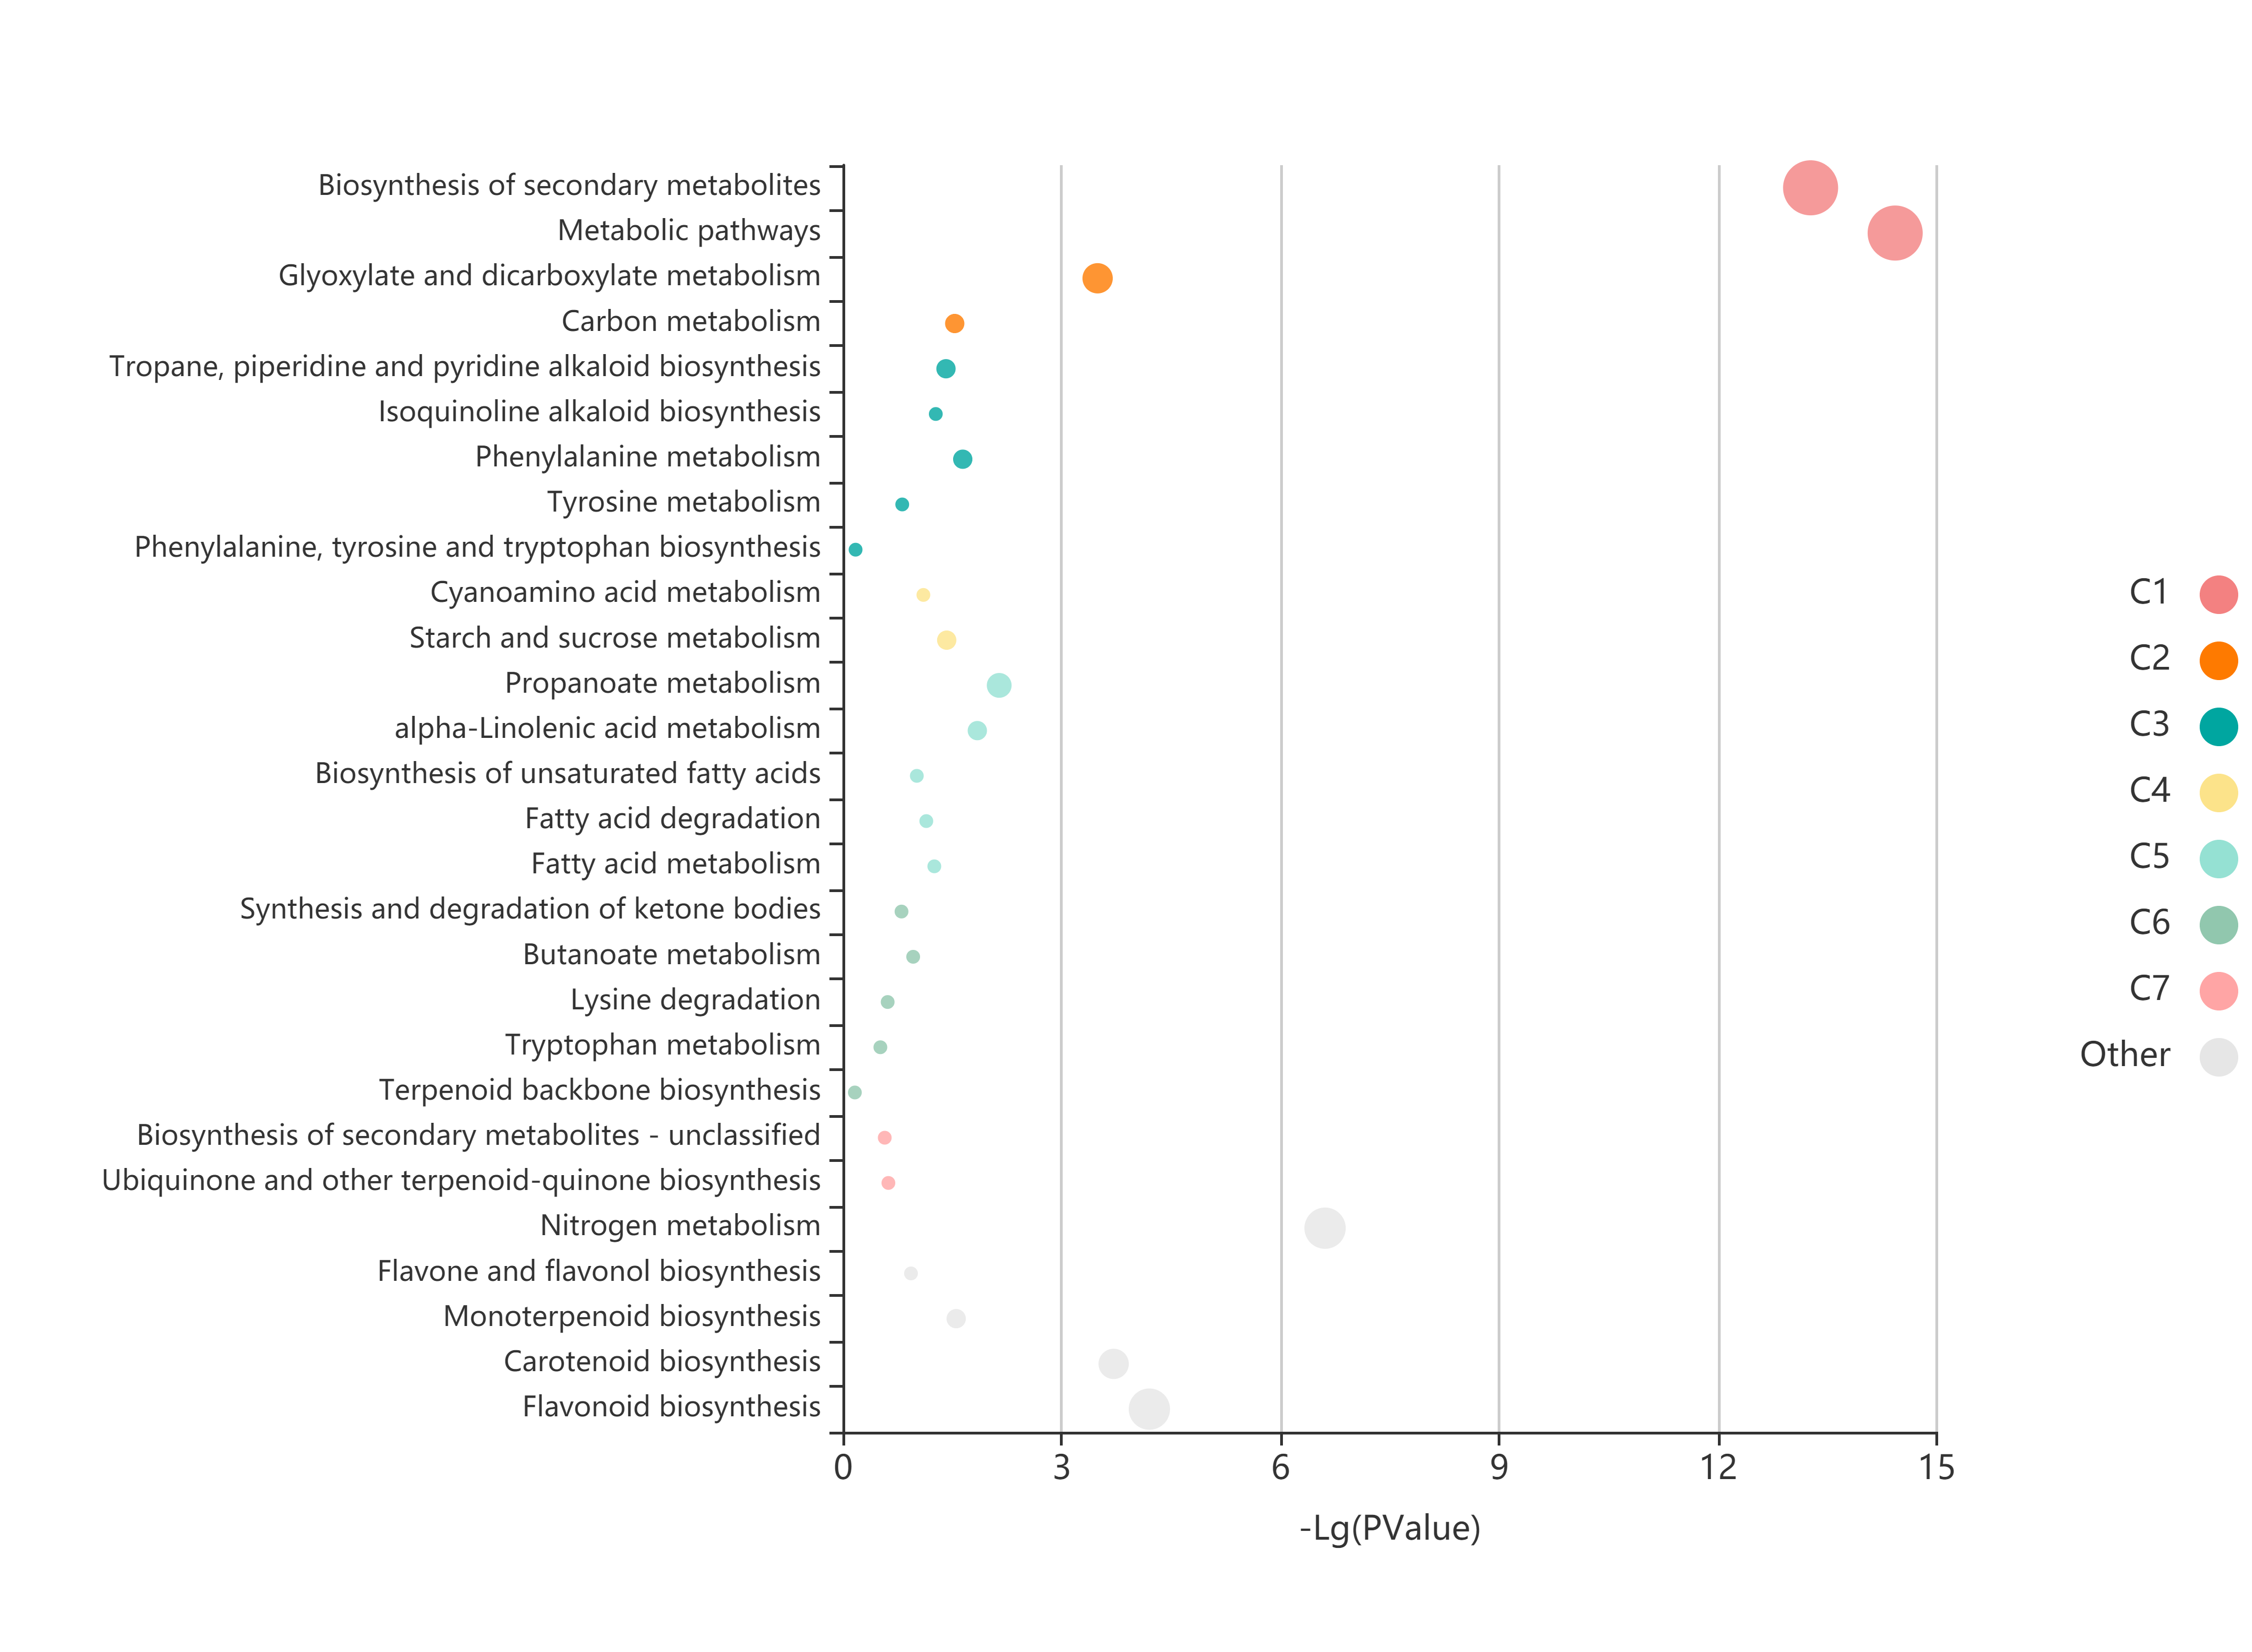 Biosynthesis of secondary metabolites
Metabolic pathways
Glyoxylate and dicarboxylate metabolism
Carbon metabolism
Tropane, piperidine and pyridine alkaloid biosynthesis
Isoquinoline alkaloid biosynthesis
Phenylalanine metabolism
Tyrosine metabolism
Phenylalanine, tyrosine and tryptophan biosynthesis
Cyanoamino acid metabolism
Starch and sucrose metabolism
Propanoate metabolism
alpha-Linolenic acid metabolism
Biosynthesis of unsaturated fatty acids
Fatty acid degradation
Fatty acid metabolism
Synthesis and degradation of ketone bodies
Butanoate metabolism
Lysine degradation
Tryptophan metabolism
Terpenoid backbone biosynthesis
Biosynthesis of secondary metabolites - unclassified
Ubiquinone and other terpenoid-quinone biosynthesis
Nitrogen metabolism
Flavone and flavonol biosynthesis
Monoterpenoid biosynthesis
Carotenoid biosynthesis
Flavonoid biosynthesis
0 3 6 9 12 15
-Lg(PValue)
C1
C2
C3
C4
C5
C6
C7
Other